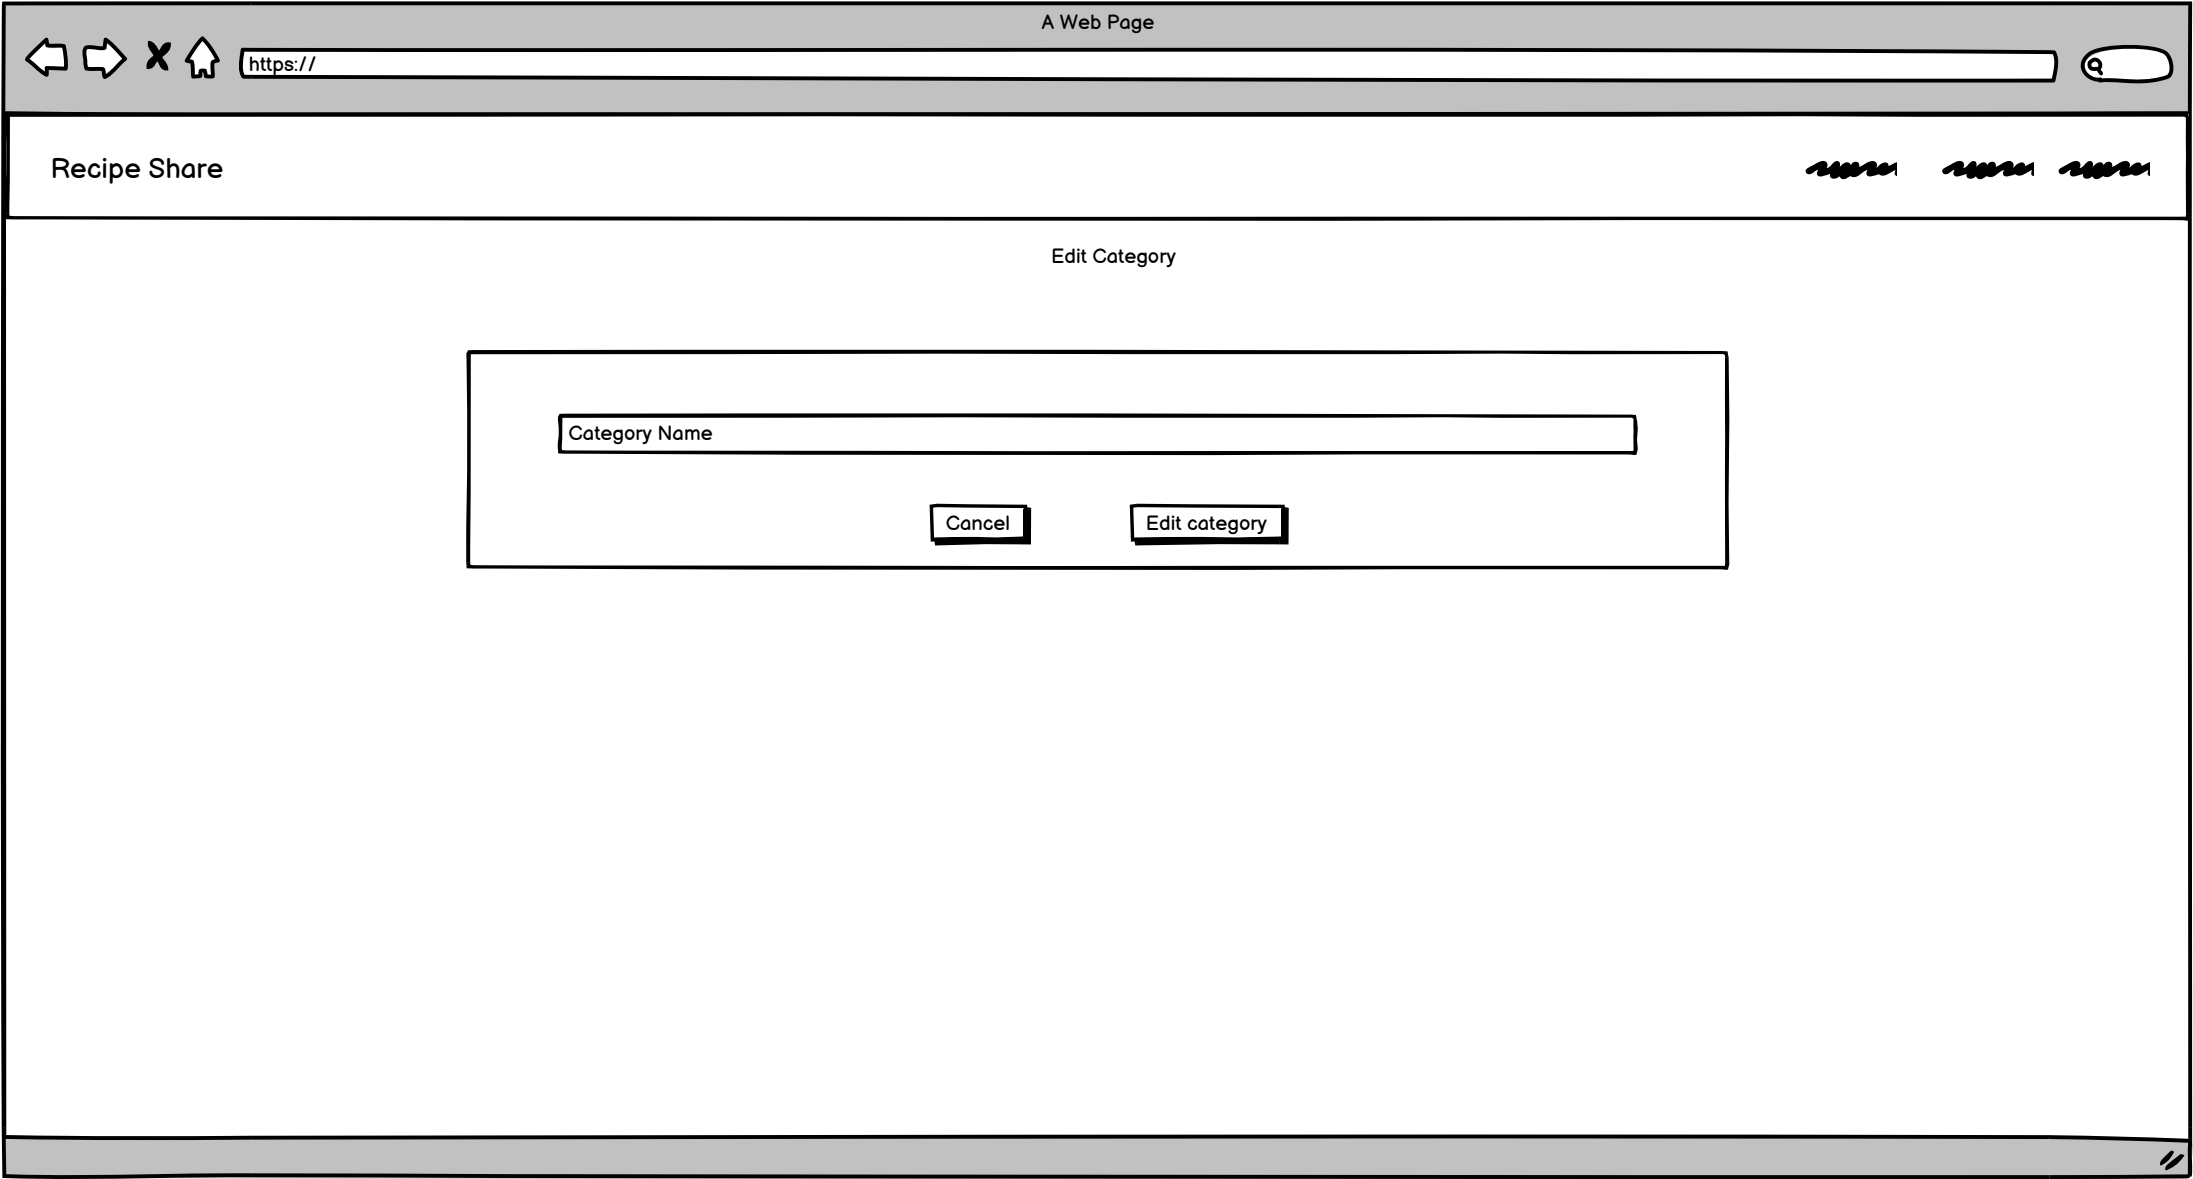 A Web Page
https://
Recipe Share
Edit Category
Category Name
Cancel
Edit category